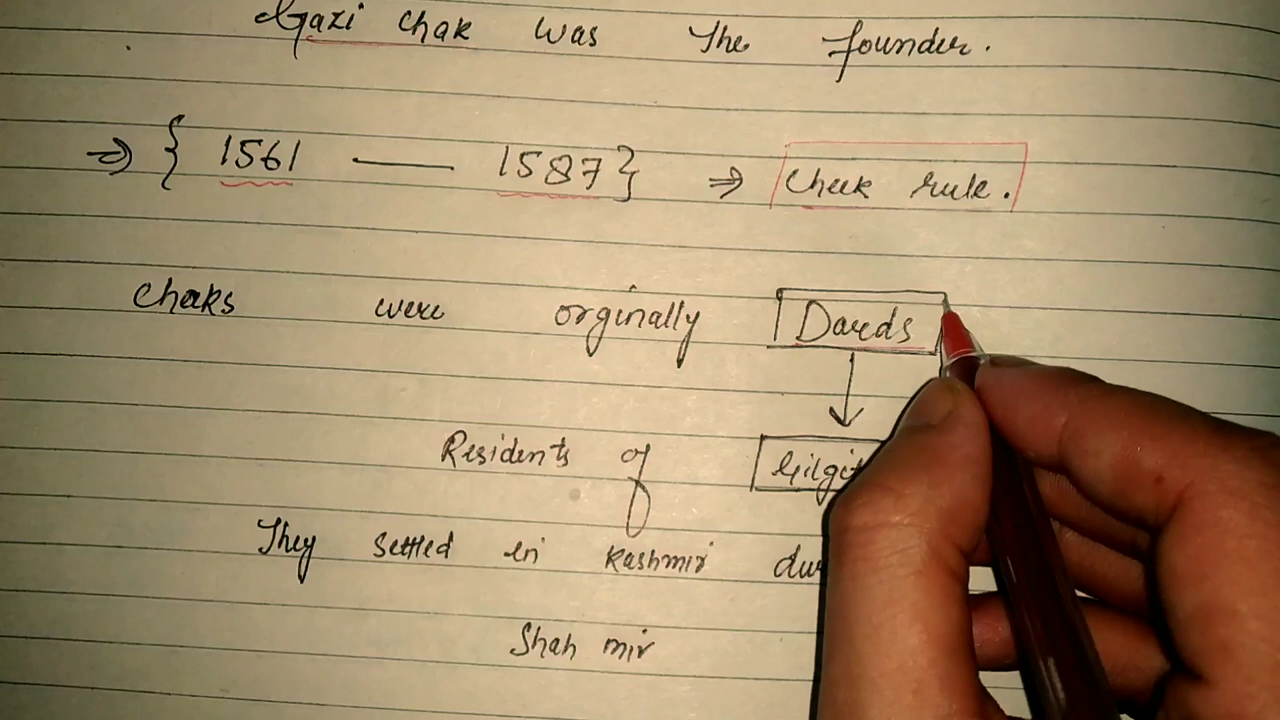 Gazi Chak was the founder.
⇒ { 1561 — 1587 } ⇒ Chek rule.
Chaks were orginally Dards
Residents of Gilgit
They settled in Kashmir
Shah mir